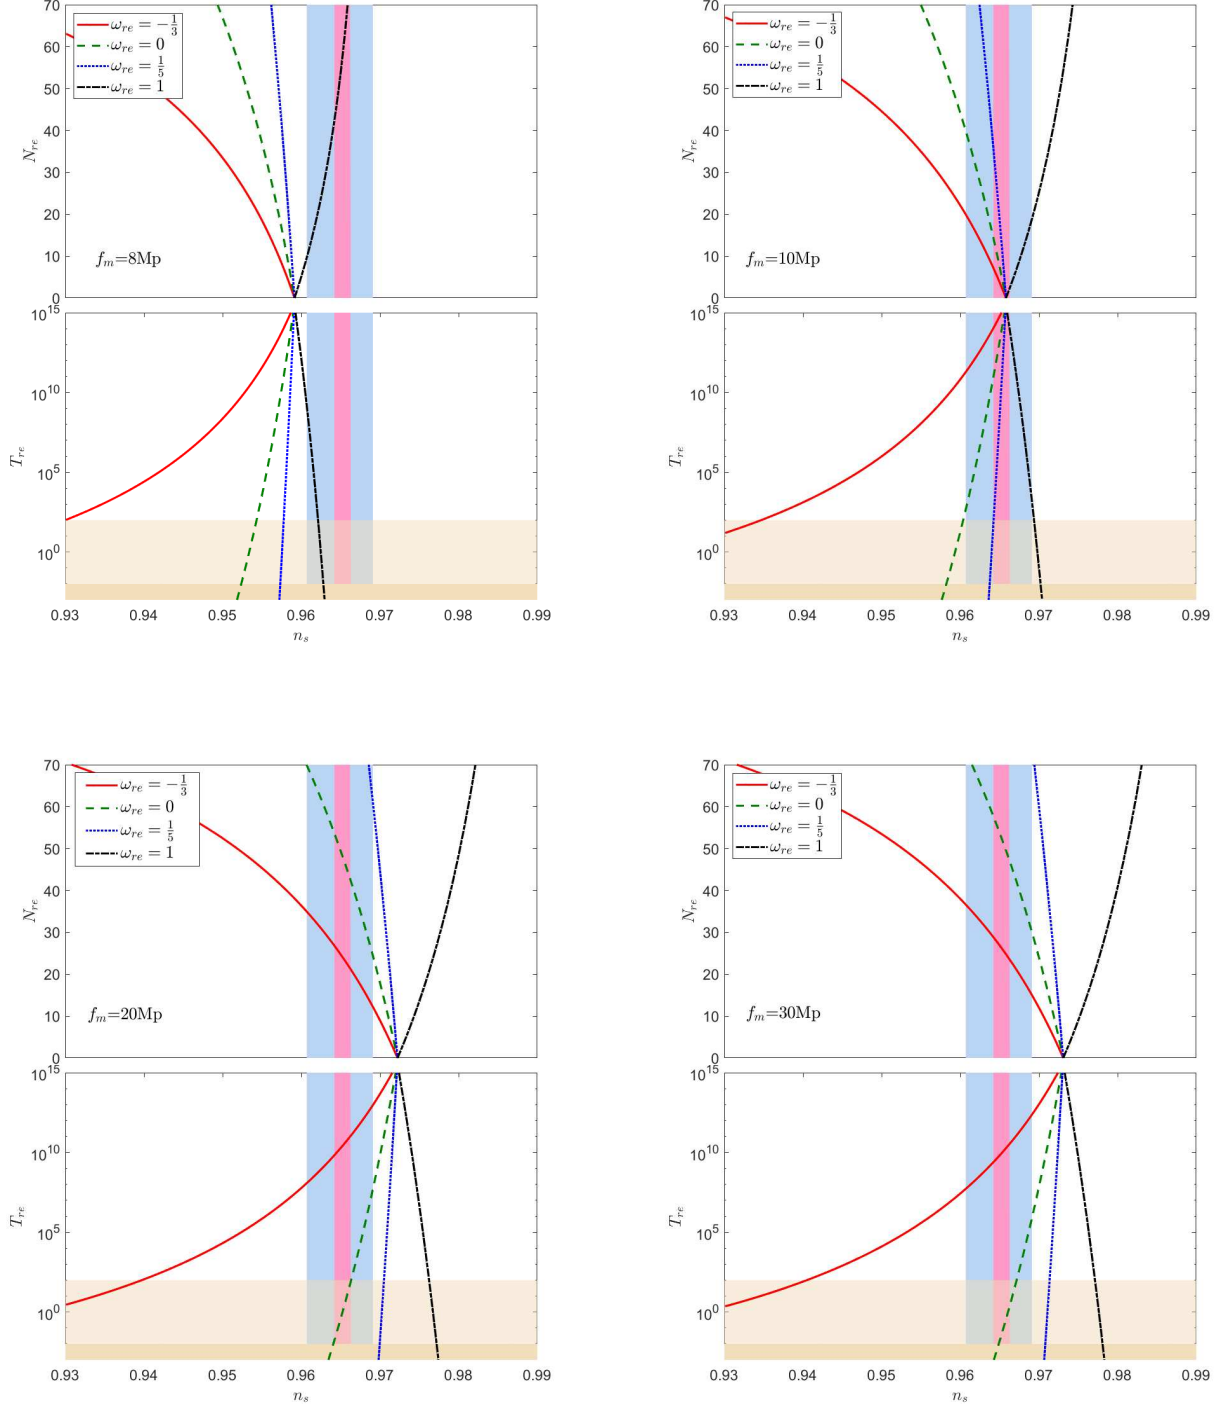 70
60
50
40
30
20
10
0
N_re
ω_re = −1/3
ω_re = 0
ω_re = 1/5
ω_re = 1
f_m=8Mp
10^15
10^10
10^5
10^0
T_re
0.93 0.94 0.95 0.96 0.97 0.98 0.99
n_s
70
60
50
40
30
20
10
0
N_re
ω_re = −1/3
ω_re = 0
ω_re = 1/5
ω_re = 1
f_m=10Mp
10^15
10^10
10^5
10^0
T_re
0.93 0.94 0.95 0.96 0.97 0.98 0.99
n_s
70
60
50
40
30
20
10
0
N_re
ω_re = −1/3
ω_re = 0
ω_re = 1/5
ω_re = 1
f_m=20Mp
10^15
10^10
10^5
10^0
T_re
0.93 0.94 0.95 0.96 0.97 0.98 0.99
n_s
70
60
50
40
30
20
10
0
N_re
ω_re = −1/3
ω_re = 0
ω_re = 1/5
ω_re = 1
f_m=30Mp
10^15
10^10
10^5
10^0
T_re
0.93 0.94 0.95 0.96 0.97 0.98 0.99
n_s